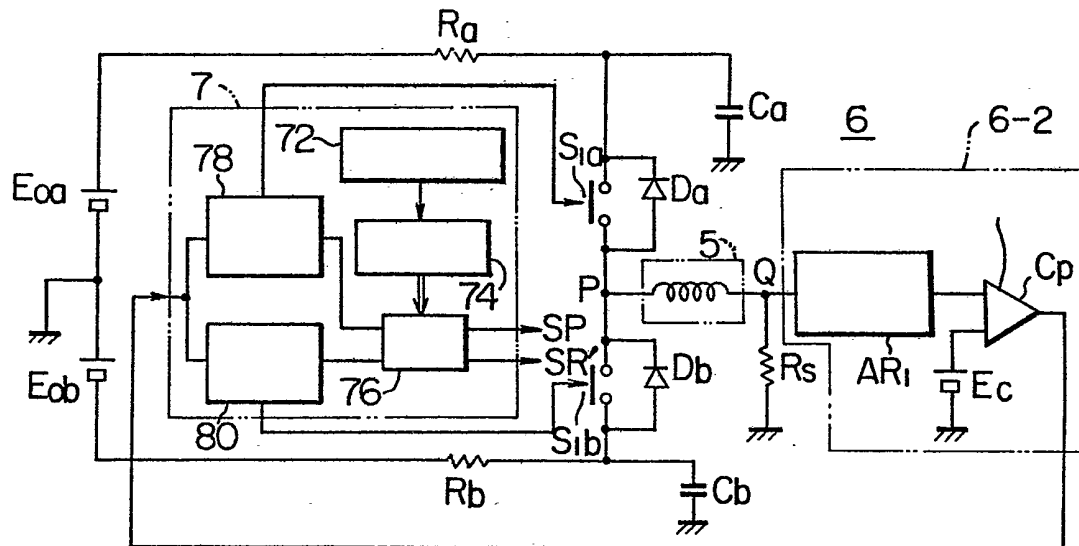 Ra
7
72
78
Eoa
S1a
Da
Ca
6
6-2
74
5
P
Q
Cp
SP
SR'
76
Db
Rs
AR1
Ec
Eob
80
S1b
Rb
Cb